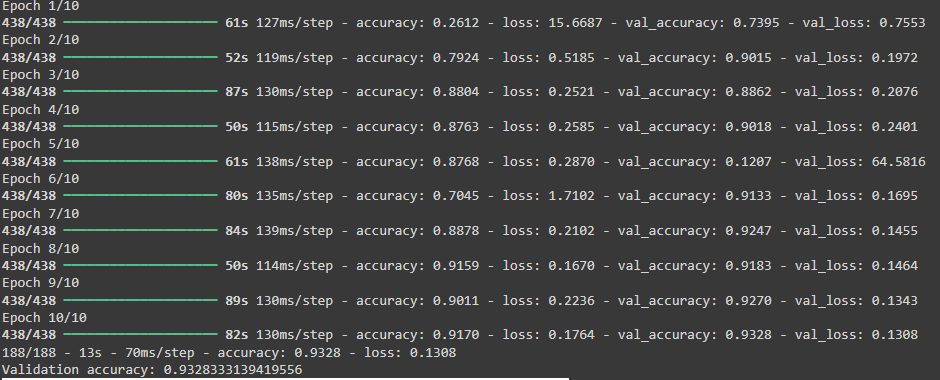 Epoch 1/10
438/438 ━━━━━━━━━━━━━━━━━━━━ 61s 127ms/step - accuracy: 0.2612 - loss: 15.6687 - val_accuracy: 0.7395 - val_loss: 0.7553
Epoch 2/10
438/438 ━━━━━━━━━━━━━━━━━━━━ 52s 119ms/step - accuracy: 0.7924 - loss: 0.5185 - val_accuracy: 0.9015 - val_loss: 0.1972
Epoch 3/10
438/438 ━━━━━━━━━━━━━━━━━━━━ 87s 130ms/step - accuracy: 0.8804 - loss: 0.2521 - val_accuracy: 0.8862 - val_loss: 0.2076
Epoch 4/10
438/438 ━━━━━━━━━━━━━━━━━━━━ 50s 115ms/step - accuracy: 0.8763 - loss: 0.2585 - val_accuracy: 0.9018 - val_loss: 0.2401
Epoch 5/10
438/438 ━━━━━━━━━━━━━━━━━━━━ 61s 138ms/step - accuracy: 0.8768 - loss: 0.2870 - val_accuracy: 0.1207 - val_loss: 64.5816
Epoch 6/10
438/438 ━━━━━━━━━━━━━━━━━━━━ 80s 135ms/step - accuracy: 0.7045 - loss: 1.7102 - val_accuracy: 0.9133 - val_loss: 0.1695
Epoch 7/10
438/438 ━━━━━━━━━━━━━━━━━━━━ 84s 139ms/step - accuracy: 0.8878 - loss: 0.2102 - val_accuracy: 0.9247 - val_loss: 0.1455
Epoch 8/10
438/438 ━━━━━━━━━━━━━━━━━━━━ 50s 114ms/step - accuracy: 0.9159 - loss: 0.1670 - val_accuracy: 0.9183 - val_loss: 0.1464
Epoch 9/10
438/438 ━━━━━━━━━━━━━━━━━━━━ 89s 130ms/step - accuracy: 0.9011 - loss: 0.2236 - val_accuracy: 0.9270 - val_loss: 0.1343
Epoch 10/10
438/438 ━━━━━━━━━━━━━━━━━━━━ 82s 130ms/step - accuracy: 0.9170 - loss: 0.1764 - val_accuracy: 0.9328 - val_loss: 0.1308
188/188 - 13s - 70ms/step - accuracy: 0.9328 - loss: 0.1308
Validation accuracy: 0.9328333139419556